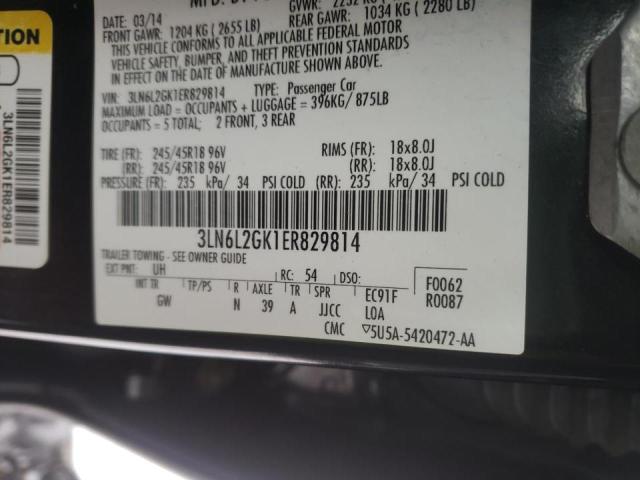 DATE: 03/14
FRONT GAWR: 1204 KG (2655 LB)
REAR GAWR: 1034 KG (2280 LB)
THIS VEHICLE CONFORMS TO ALL APPLICABLE FEDERAL MOTOR
VEHICLE SAFETY, BUMPER, AND THEFT PREVENTION STANDARDS
IN EFFECT ON THE DATE OF MANUFACTURE SHOWN ABOVE.
VIN: 3LN6L2GK1ER829814 TYPE: Passenger Car
MAXIMUM LOAD = OCCUPANTS + LUGGAGE = 396KG/ 875LB
OCCUPANTS = 5 TOTAL; 2 FRONT, 3 REAR
TIRE (FR): 245/45R18 96V RIMS (FR): 18x8.0J
(RR): 245/45R18 96V (RR): 18x8.0J
PRESSURE (FR): 235 kPa/ 34 PSI COLD (RR): 235 kPa/ 34 PSI COLD
3LN6L2GK1ER829814
TRAILER TOWING - SEE OWNER GUIDE
EXT PNT: UH RC: 54 DSO: F0062
INT TR TP/PS R AXLE TR SPR EC91F R0087
GW N 39 A JJCC LOA
CMC ▽5U5A-5420472-AA
3LN6L2GK1ER829814